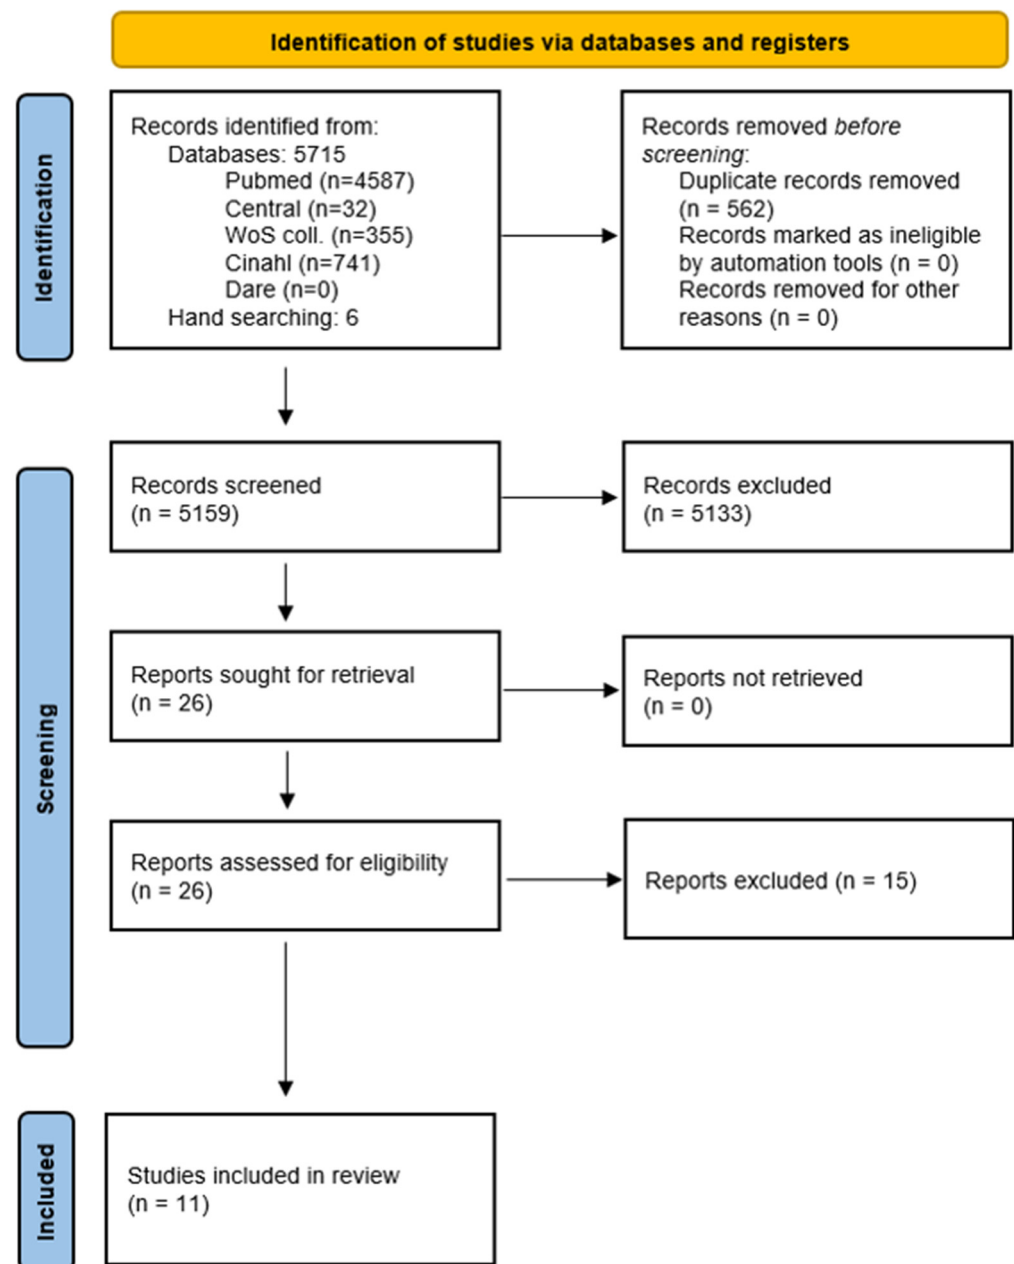 Identification of studies via databases and registers
Identification
Records identified from:
Databases: 5715
Pubmed (n=4587)
Central (n=32)
WoS coll. (n=355)
Cinahl (n=741)
Dare (n=0)
Hand searching: 6
Records removed before
screening:
Duplicate records removed
(n = 562)
Records marked as ineligible
by automation tools (n = 0)
Records removed for other
reasons (n = 0)
Screening
Records screened
(n = 5159)
Records excluded
(n = 5133)
Reports sought for retrieval
(n = 26)
Reports not retrieved
(n = 0)
Reports assessed for eligibility
(n = 26)
Reports excluded (n = 15)
Included
Studies included in review
(n = 11)